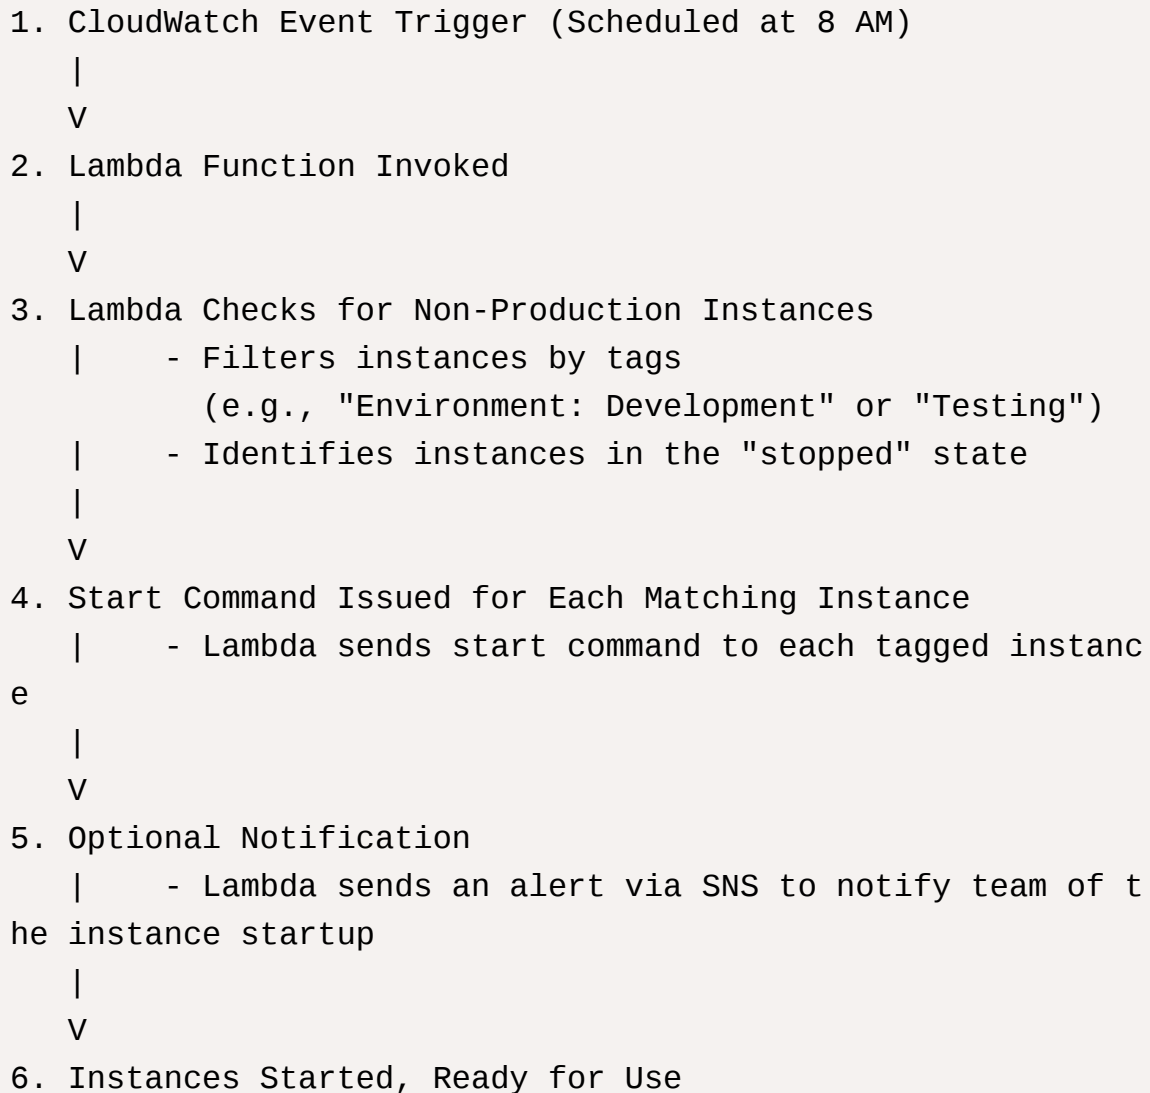 1. CloudWatch Event Trigger (Scheduled at 8 AM)
   |
   V
2. Lambda Function Invoked
   |
   V
3. Lambda Checks for Non-Production Instances
   |    - Filters instances by tags
          (e.g., "Environment: Development" or "Testing")
   |    - Identifies instances in the "stopped" state
   |
   V
4. Start Command Issued for Each Matching Instance
   |    - Lambda sends start command to each tagged instanc
e
   |
   V
5. Optional Notification
   |    - Lambda sends an alert via SNS to notify team of t
he instance startup
   |
   V
6. Instances Started, Ready for Use